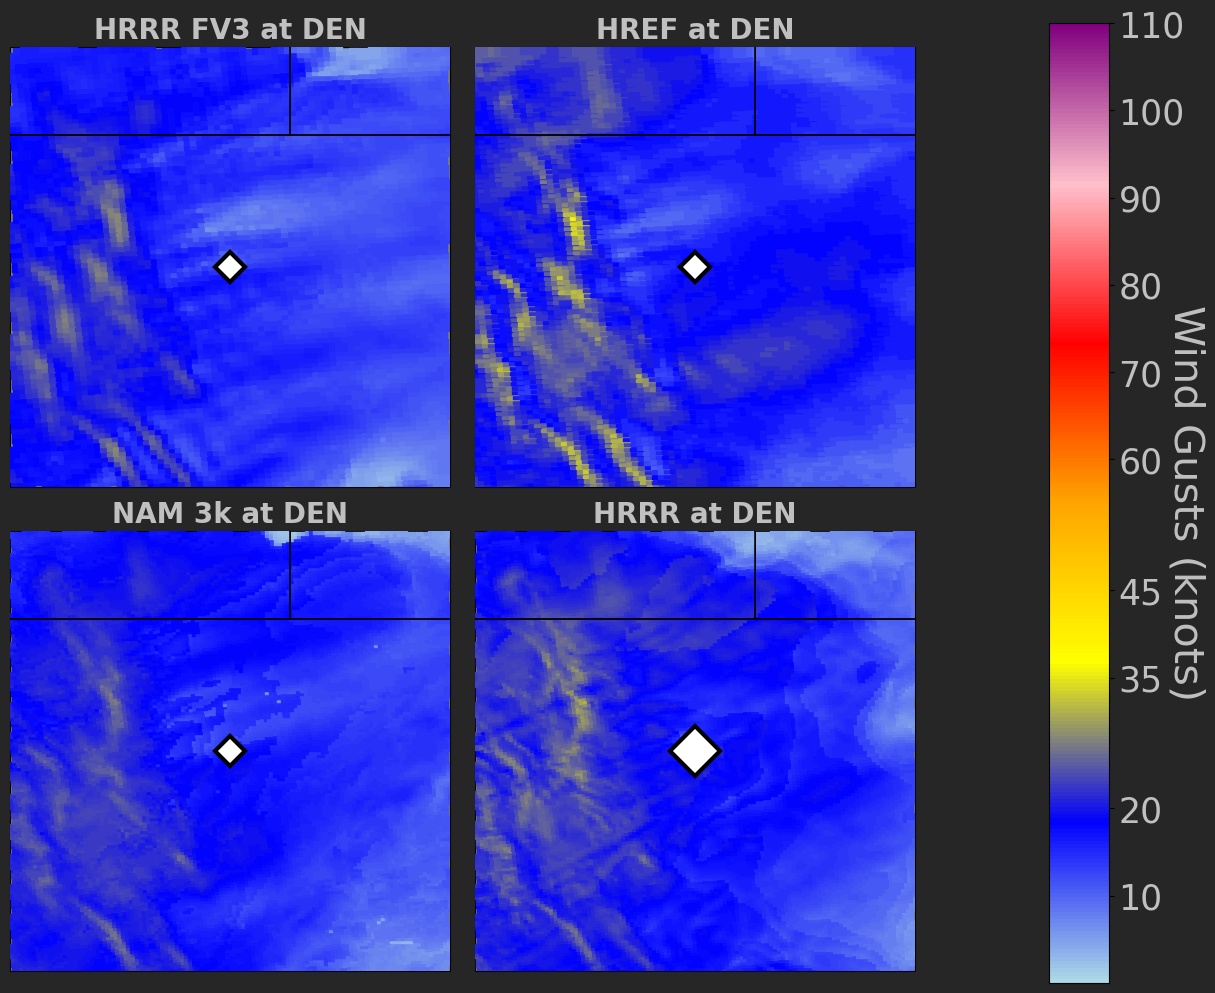 HRRR FV3 at DEN
HREF at DEN
NAM 3k at DEN
HRRR at DEN
110
100
90
80
70
60
45
35
20
10
Wind Gusts (knots)